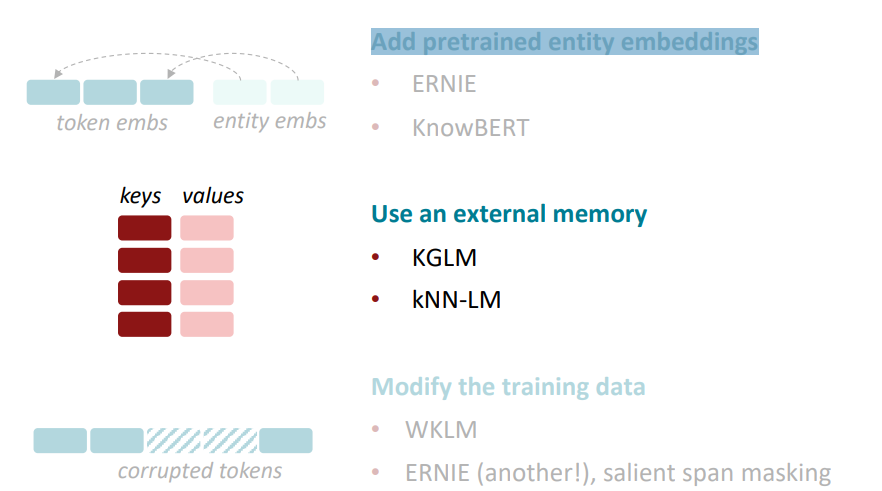 Add pretrained entity embeddings
• ERNIE
token embs entity embs
• KnowBERT
keys values
Use an external memory
• KGLM
• kNN-LM
Modify the training data
• WKLM
corrupted tokens
• ERNIE (another!), salient span masking